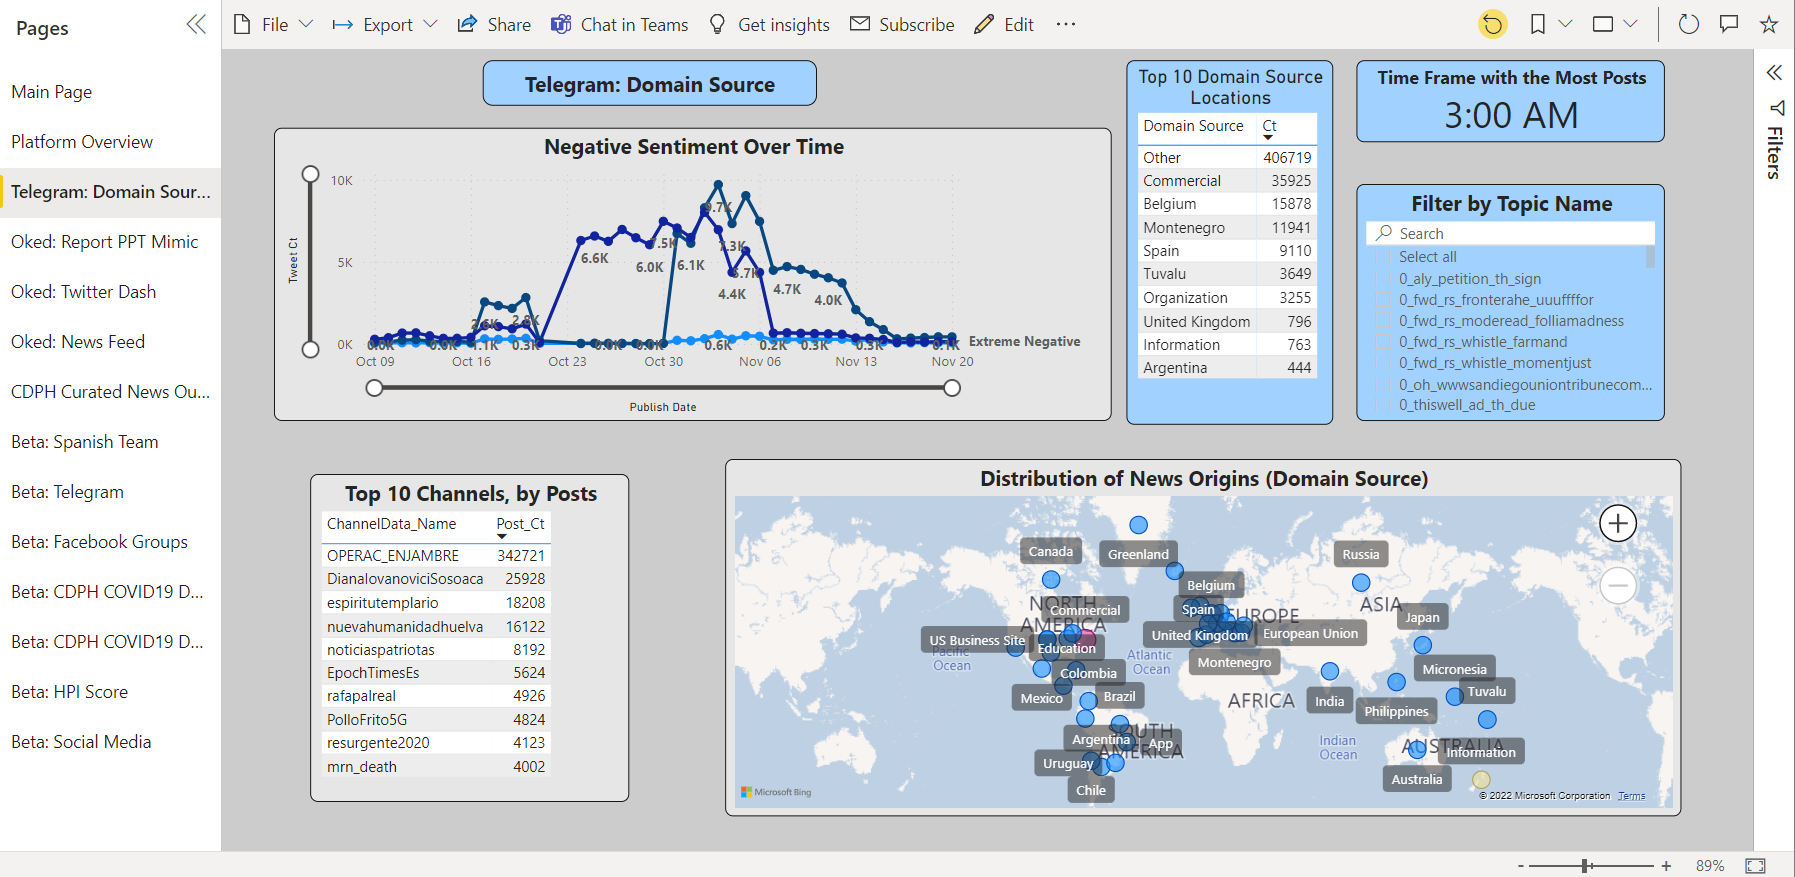 Pages
File
Export
Share
Chat in Teams
Get insights
Subscribe
Edit
Main Page
Platform Overview
Telegram: Domain Sour...
Oked: Report PPT Mimic
Oked: Twitter Dash
Oked: News Feed
CDPH Curated News Ou...
Beta: Spanish Team
Beta: Telegram
Beta: Facebook Groups
Beta: CDPH COVID19 D...
Beta: CDPH COVID19 D...
Beta: HPI Score
Beta: Social Media
Telegram: Domain Source
Negative Sentiment Over Time
Tweet Ct
10K
5K
0K
9.7K
7.5K
7.3K
6.6K
6.0K
6.1K
5.7K
4.4K
4.7K
4.0K
2.6K
2.8K
0.0K
0.0K
1.1K
0.3K
0.0K
0.0K
0.6K
0.2K
0.3K
0.3K
0.1K
Extreme Negative
Oct 09
Oct 16
Oct 23
Oct 30
Nov 06
Nov 13
Nov 20
Publish Date
Top 10 Domain Source
Locations
Domain Source Ct
Other 406719
Commercial 35925
Belgium 15878
Montenegro 11941
Spain 9110
Tuvalu 3649
Organization 3255
United Kingdom 796
Information 763
Argentina 444
Time Frame with the Most Posts
3:00 AM
Filter by Topic Name
Search
Select all
0_aly_petition_th_sign
0_fwd_rs_fronterahe_uuuffffor
0_fwd_rs_moderead_folliamadness
0_fwd_rs_whistle_farmand
0_fwd_rs_whistle_momentjust
0_oh_wwwsandiegouniontribunecom...
0_thiswell_ad_th_due
Filters
Top 10 Channels, by Posts
ChannelData_Name Post_Ct
OPERAC_ENJAMBRE 342721
DianaIovanoviciSosoaca 25928
espiritutemplario 18208
nuevahumanidadhuelva 16122
noticiaspatriotas 8192
EpochTimesEs 5624
rafapalreal 4926
PolloFrito5G 4824
resurgente2020 4123
mrn_death 4002
Distribution of News Origins (Domain Source)
Canada
Greenland
Russia
Belgium
NORTH
AMERICA
Commercial
Spain
EUROPE
ASIA
Japan
US Business Site
Education
United Kingdom
European Union
Pacific
Ocean
Atlantic
Ocean
Montenegro
Micronesia
Colombia
Mexico
Brazil
AFRICA
India
Philippines
Tuvalu
SOUTH
AMERICA
Argentina
App
Indian
Ocean
AUSTRALIA
Information
Uruguay
Australia
Chile
Microsoft Bing
© 2022 Microsoft Corporation Terms
- + 89%